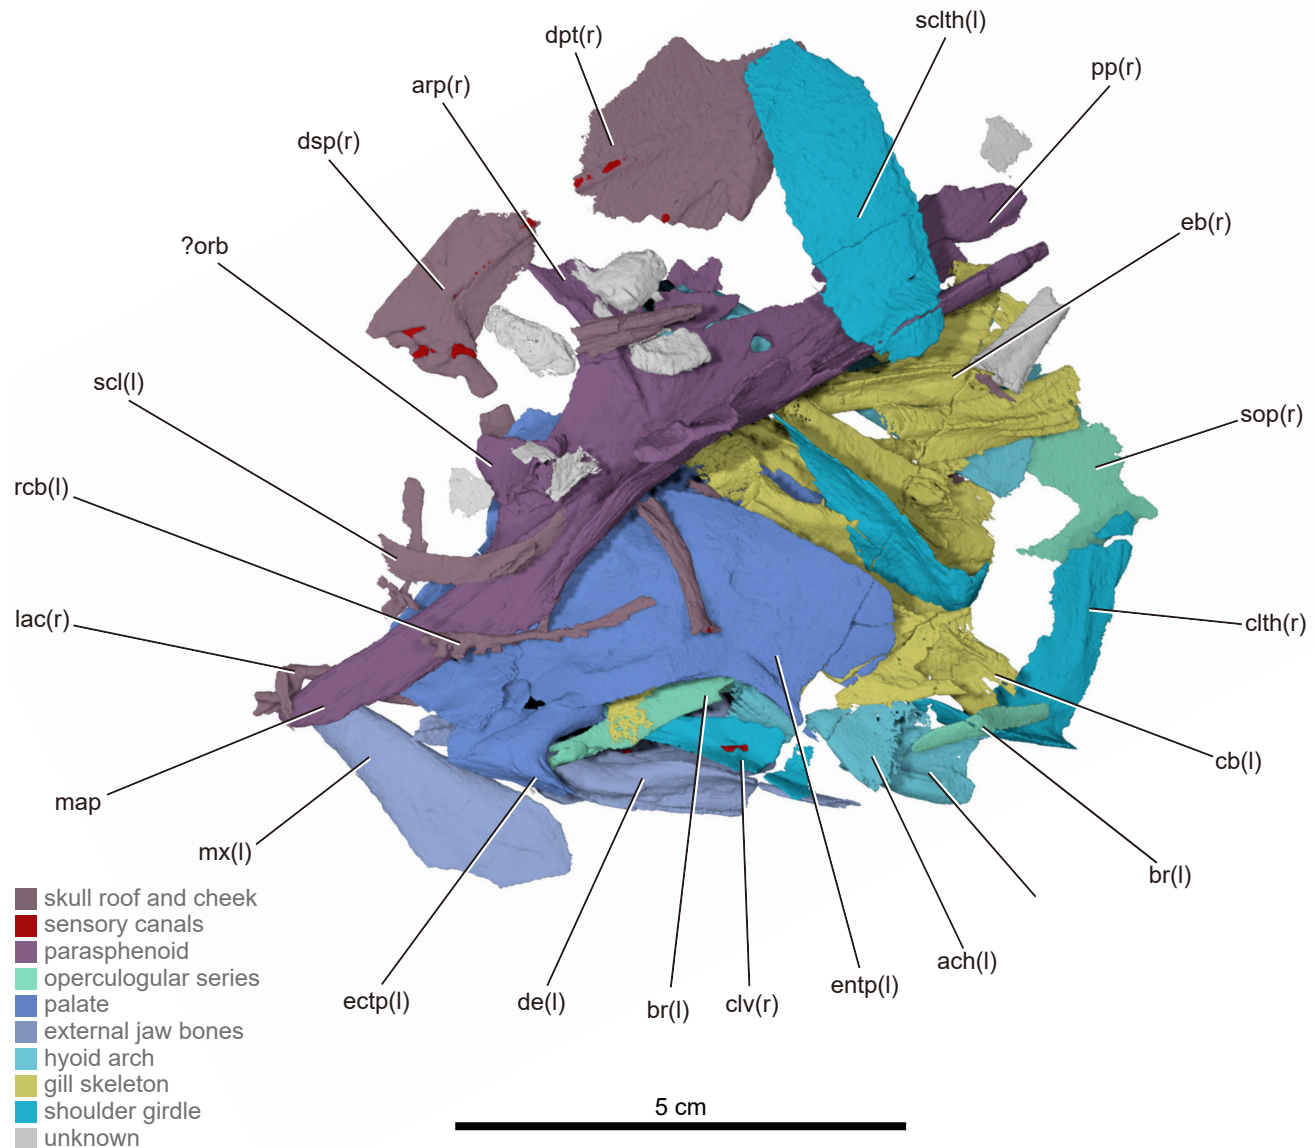 sclth(l)
dpt(r)
pp(r)
arp(r)
dsp(r)
eb(r)
?orb
scl(l)
sop(r)
rcb(l)
lac(r)
clth(r)
cb(l)
map
mx(l)
br(l)
skull roof and cheek
sensory canals
parasphenoid
operculogular series
palate
external jaw bones
hyoid arch
gill skeleton
shoulder girdle
unknown
ach(l)
entp(l)
ectp(l)
de(l)
br(l)
clv(r)
5 cm